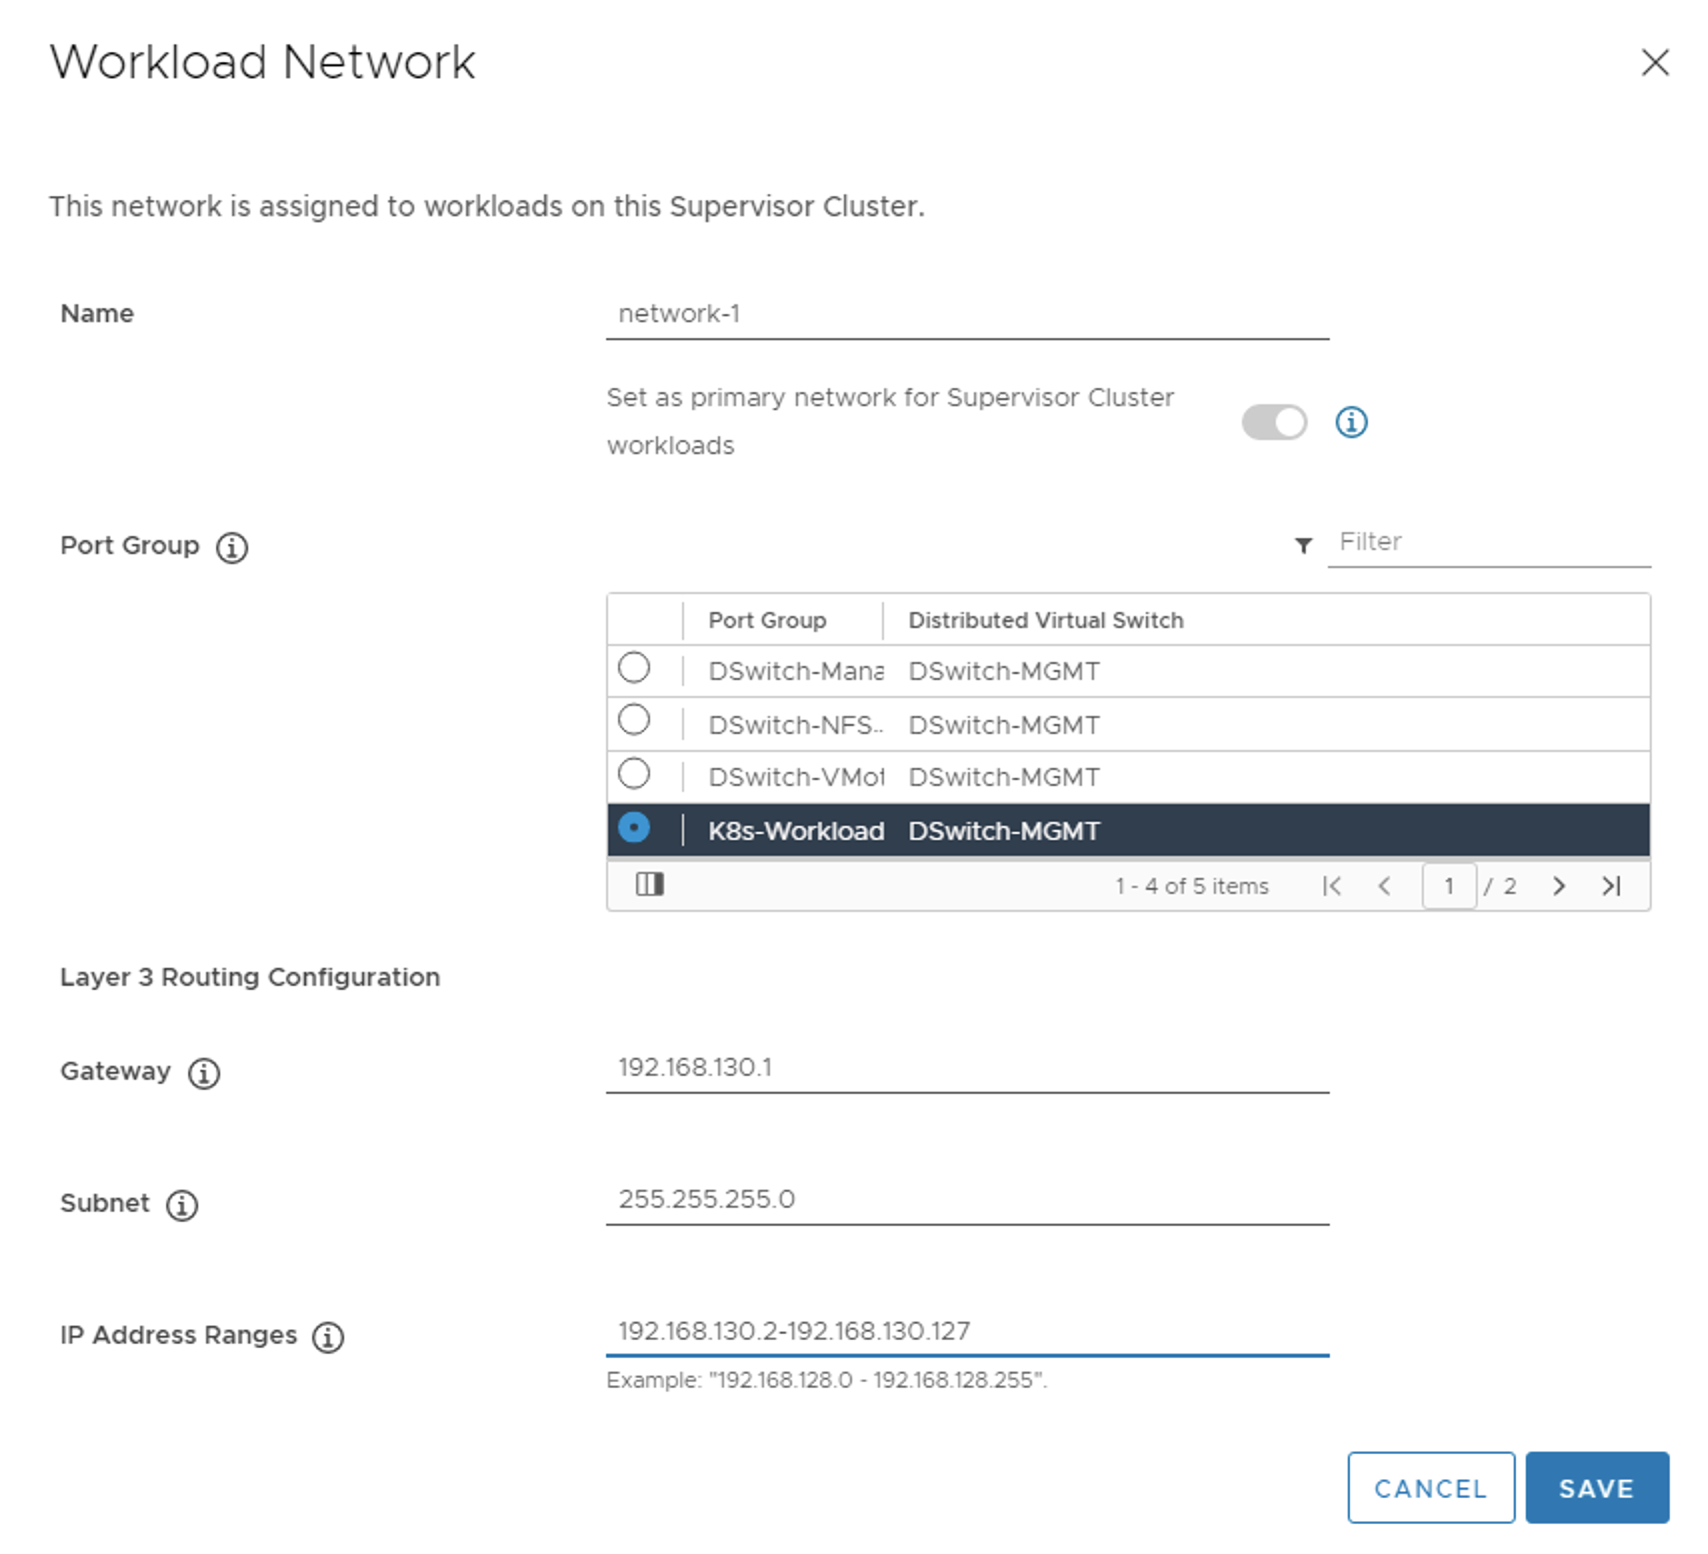 Workload Network
This network is assigned to workloads on this Supervisor Cluster.
Name
network-1
Set as primary network for Supervisor Cluster
workloads
Port Group
Filter
Port Group Distributed Virtual Switch
DSwitch-Mana DSwitch-MGMT
DSwitch-NFS.. DSwitch-MGMT
DSwitch-VMot DSwitch-MGMT
K8s-Workload DSwitch-MGMT
1 - 4 of 5 items 1 / 2
Layer 3 Routing Configuration
Gateway
192.168.130.1
Subnet
255.255.255.0
IP Address Ranges
192.168.130.2-192.168.130.127
Example: "192.168.128.0 - 192.168.128.255".
CANCEL SAVE